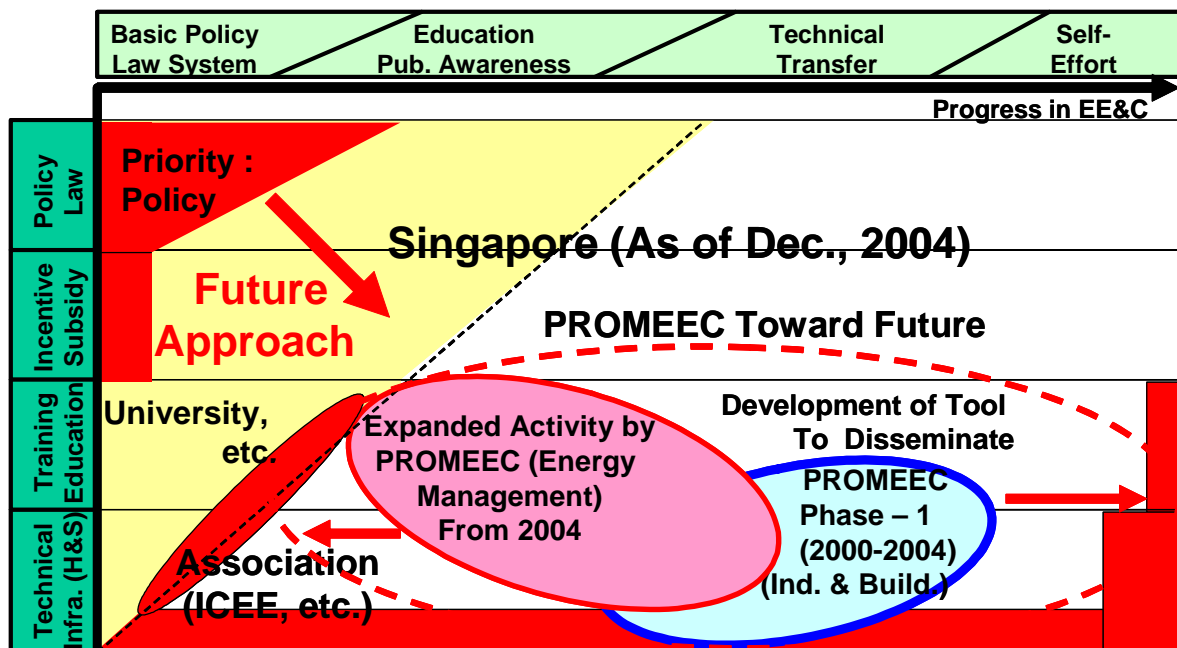 Basic Policy
Law System
Education
Pub. Awareness
Technical
Transfer
Self-
Effort
Progress in EE&C
Policy
Law
Priority :
Policy
Singapore (As of Dec., 2004)
Incentive
Subsidy
Future
Approach
PROMEEC Toward Future
Training
Education
University,
etc.
Expanded Activity by
PROMEEC (Energy
Management)
From 2004
Development of Tool
To Disseminate
PROMEEC
Phase – 1
(2000-2004)
(Ind. & Build.)
Technical
Infra. (H&S)
Association
(ICEE, etc.)